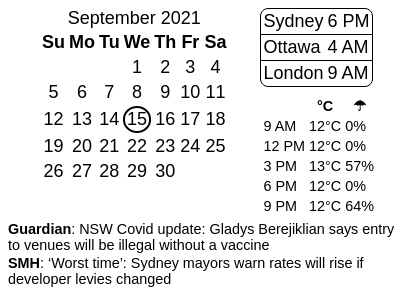 September 2021
Su Mo Tu We Th Fr Sa
1 2 3 4
5 6 7 8 9 10 11
12 13 14 15 16 17 18
19 20 21 22 23 24 25
26 27 28 29 30
Sydney 6 PM
Ottawa 4 AM
London 9 AM
°C ☂
9 AM 12°C 0%
12 PM 12°C 0%
3 PM 13°C 57%
6 PM 12°C 0%
9 PM 12°C 64%
Guardian: NSW Covid update: Gladys Berejiklian says entry
to venues will be illegal without a vaccine
SMH: ‘Worst time’: Sydney mayors warn rates will rise if
developer levies changed